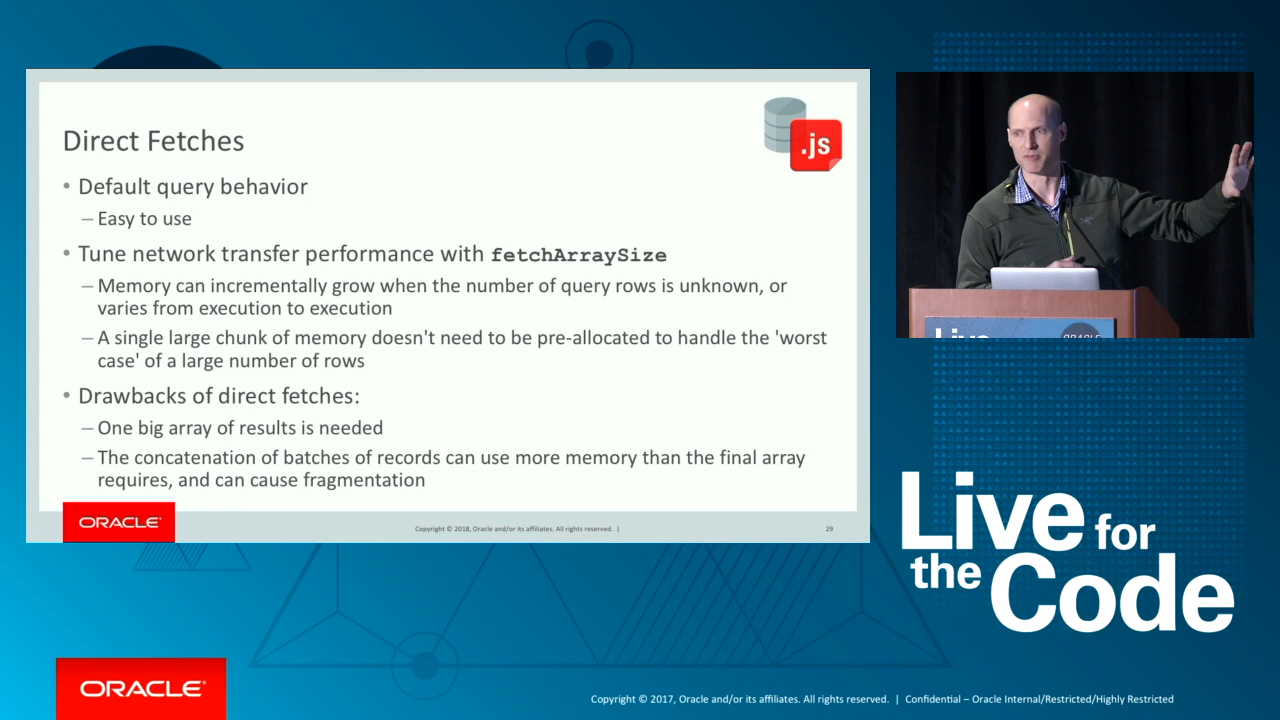 Direct Fetches
.js
• Default query behavior
– Easy to use
• Tune network transfer performance with fetchArraySize
– Memory can incrementally grow when the number of query rows is unknown, or
varies from execution to execution
– A single large chunk of memory doesn't need to be pre-allocated to handle the 'worst
case' of a large number of rows
• Drawbacks of direct fetches:
– One big array of results is needed
– The concatenation of batches of records can use more memory than the final array
requires, and can cause fragmentation
ORACLE®
Copyright © 2018, Oracle and/or its affiliates. All rights reserved. |
29
Live
ORACLE
Live for
the Code
ORACLE®
Copyright © 2017, Oracle and/or its affiliates. All rights reserved. | Confidential – Oracle Internal/Restricted/Highly Restricted